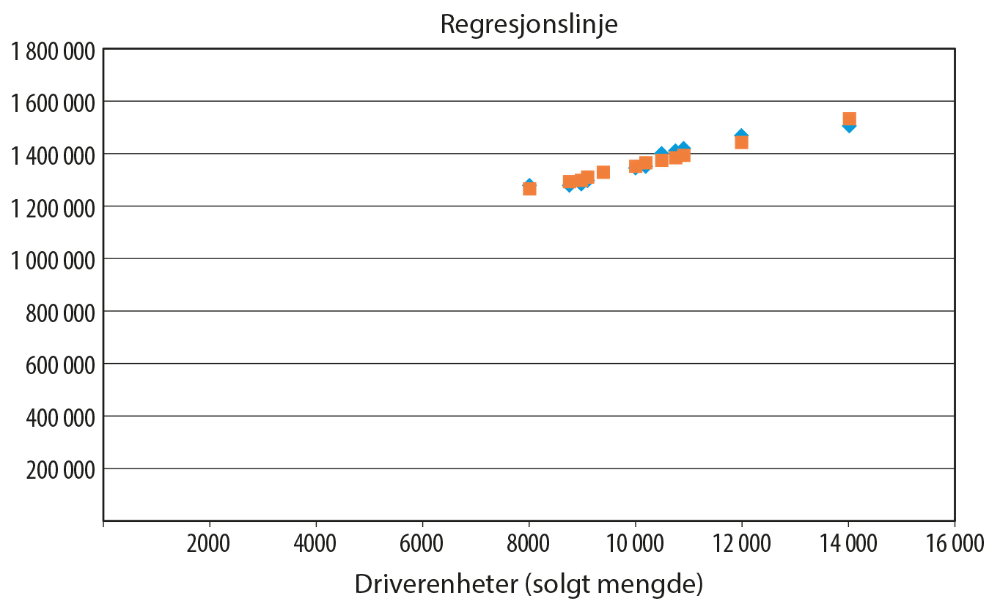 Regresjonslinje
1 800 000
1 600 000
1 400 000
1 200 000
1 000 000
800 000
600 000
400 000
200 000
2000 4000 6000 8000 10 000 12 000 14 000 16 000
Driverenheter (solgt mengde)